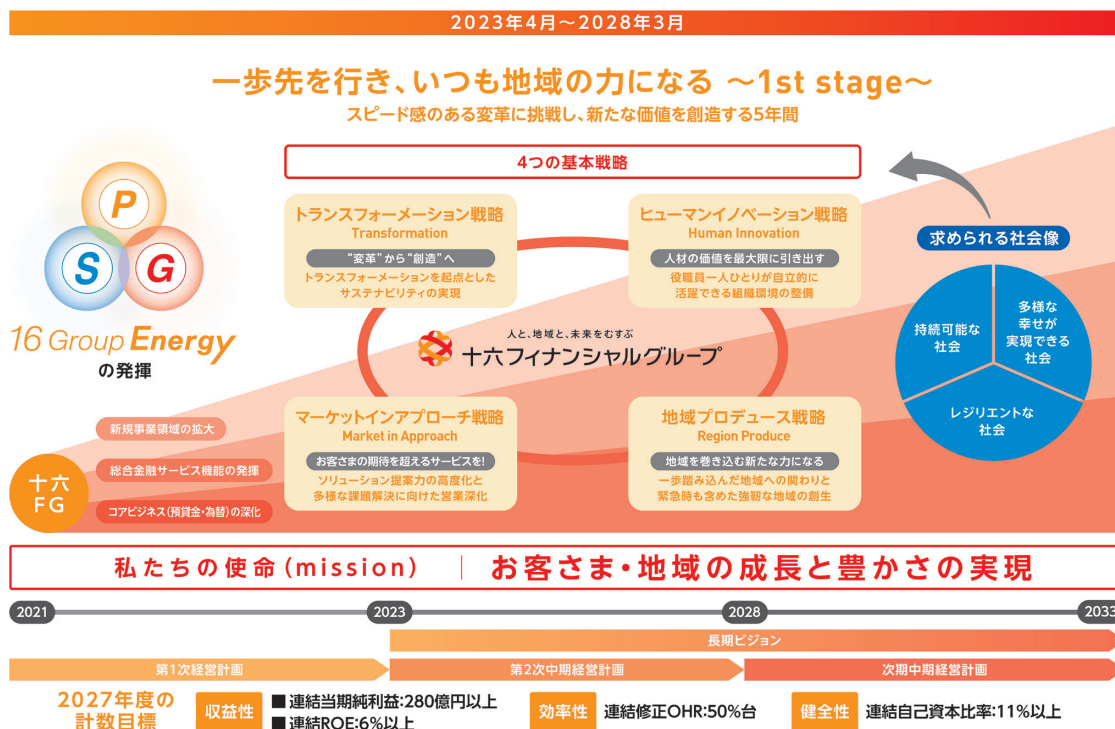 2023年4月～2028年3月
一歩先を行き、いつも地域の力になる ～1st stage～
スピード感のある変革に挑戦し、新たな価値を創造する5年間
4つの基本戦略
P
S
G
16 Group Energy
の発揮
トランスフォーメーション戦略
Transformation
“変革”から“創造”へ
トランスフォーメーションを起点とした
サステナビリティの実現
ヒューマンイノベーション戦略
Human Innovation
人材の価値を最大限に引き出す
役職員一人ひとりが自立的に
活躍できる組織環境の整備
人と、地域と、未来をむすぶ
十六フィナンシャルグループ
マーケットインアプローチ戦略
Market in Approach
お客さまの期待を超えるサービスを!
ソリューション提案力の高度化と
多様な課題解決に向けた営業深化
地域プロデュース戦略
Region Produce
地域を巻き込む新たな力になる
一歩踏み込んだ地域への関わりと
緊急時も含めた強靭な地域の創生
求められる社会像
持続可能な
社会
多様な
幸せが
実現できる
社会
レジリエントな
社会
新規事業領域の拡大
総合金融サービス機能の発揮
コアビジネス(預貸金・為替)の深化
十六
FG
私たちの使命(mission) | お客さま・地域の成長と豊かさの実現
2021 2023 2028 2033
長期ビジョン
第1次経営計画 第2次中期経営計画 次期中期経営計画
2027年度の
計数目標
収益性
■ 連結当期純利益:280億円以上
■ 連結ROE:6%以上
効率性 連結修正OHR:50%台
健全性 連結自己資本比率:11%以上